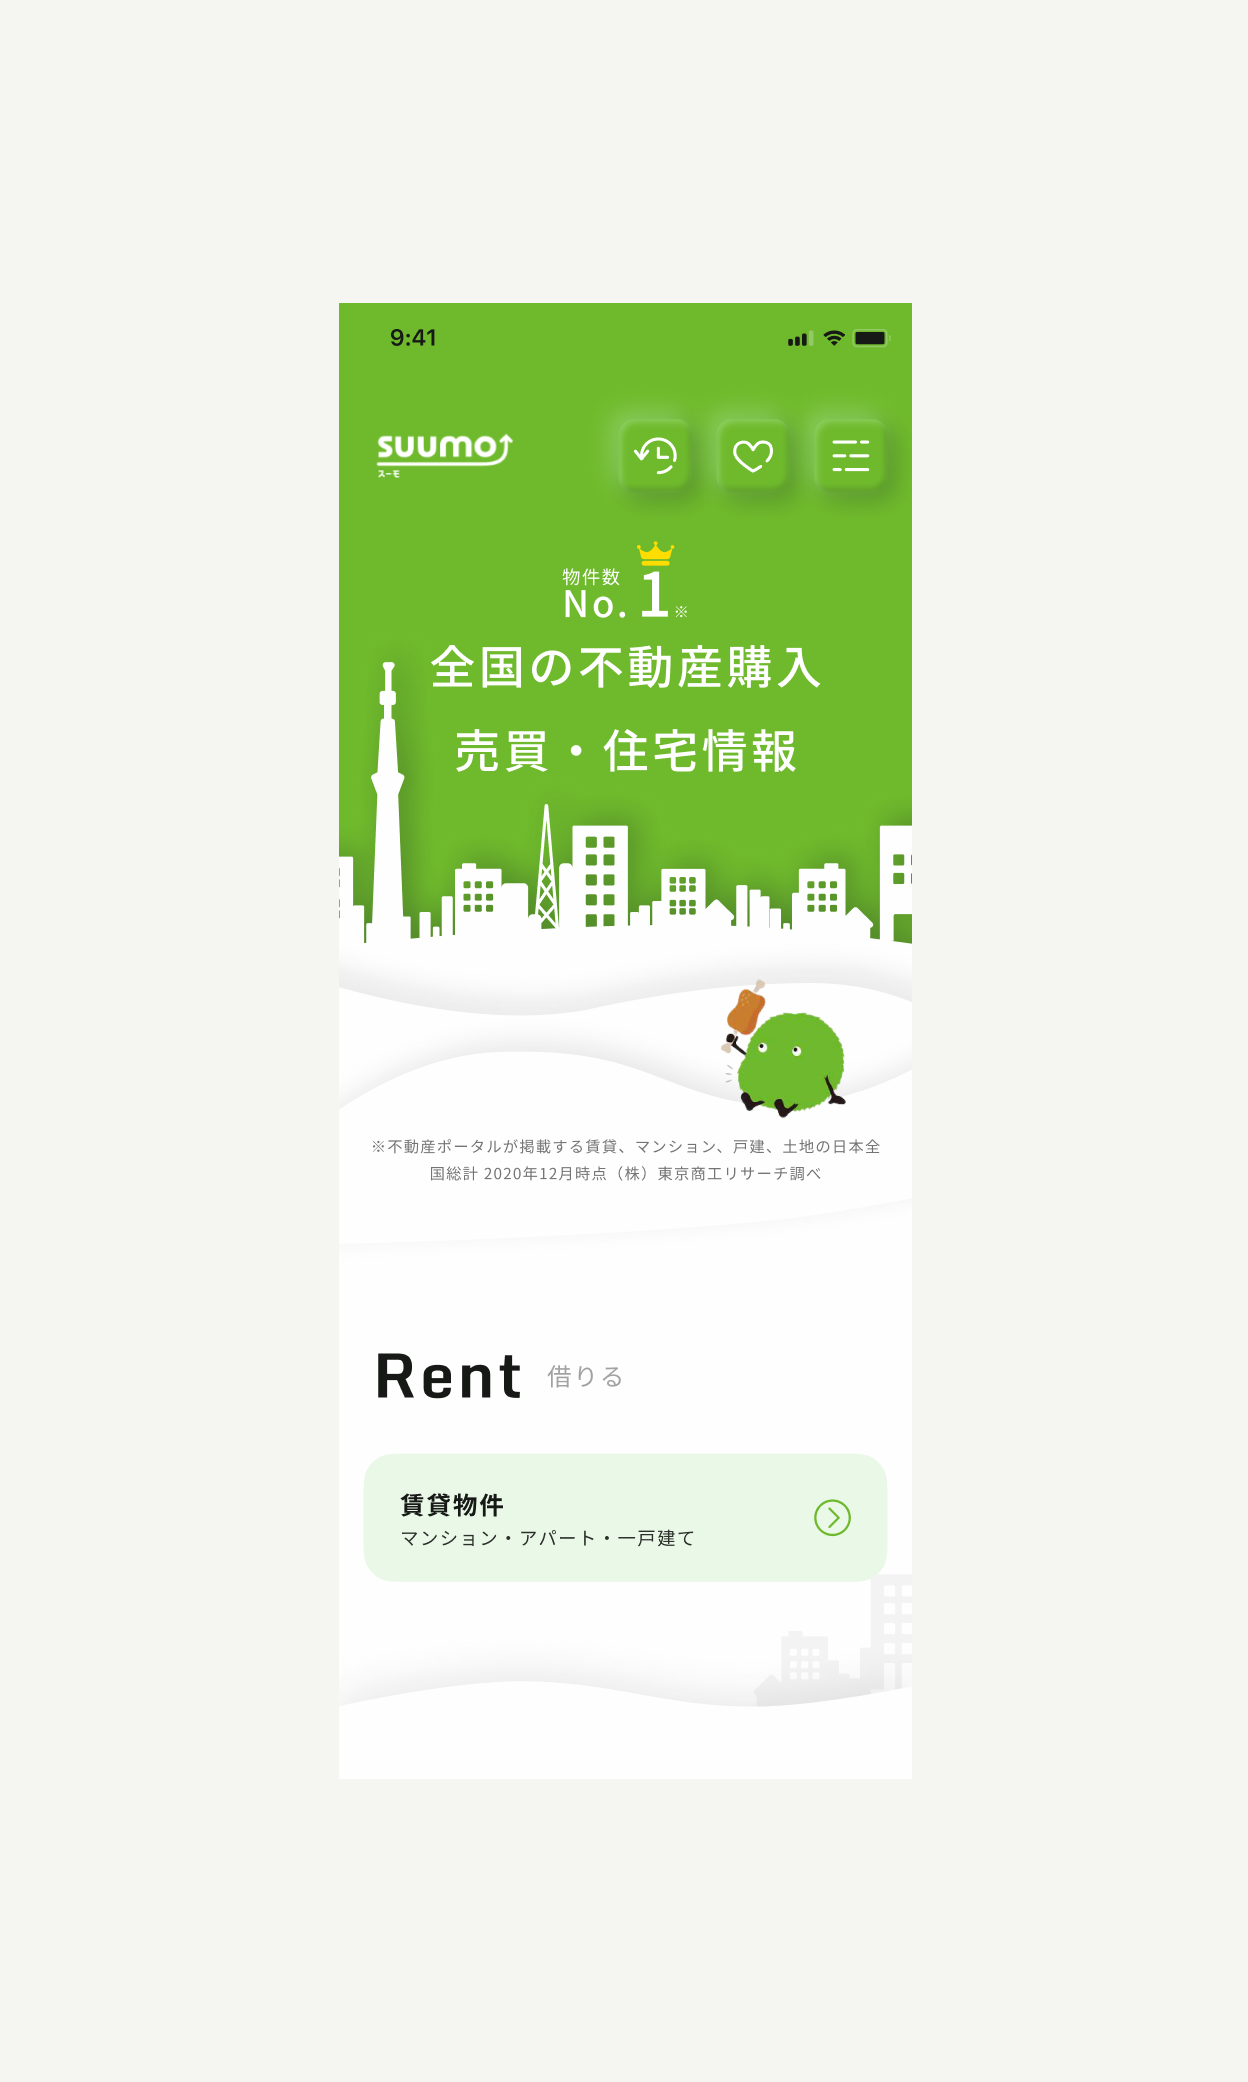 9:41
suumo
スーモ
物件数
No. 1 ※
全国の不動産購入
売買・住宅情報
※不動産ポータルが掲載する賃貸、マンション、戸建、土地の日本全
国総計 2020年12月時点（株）東京商工リサーチ調べ
Rent 借りる
賃貸物件
マンション・アパート・一戸建て